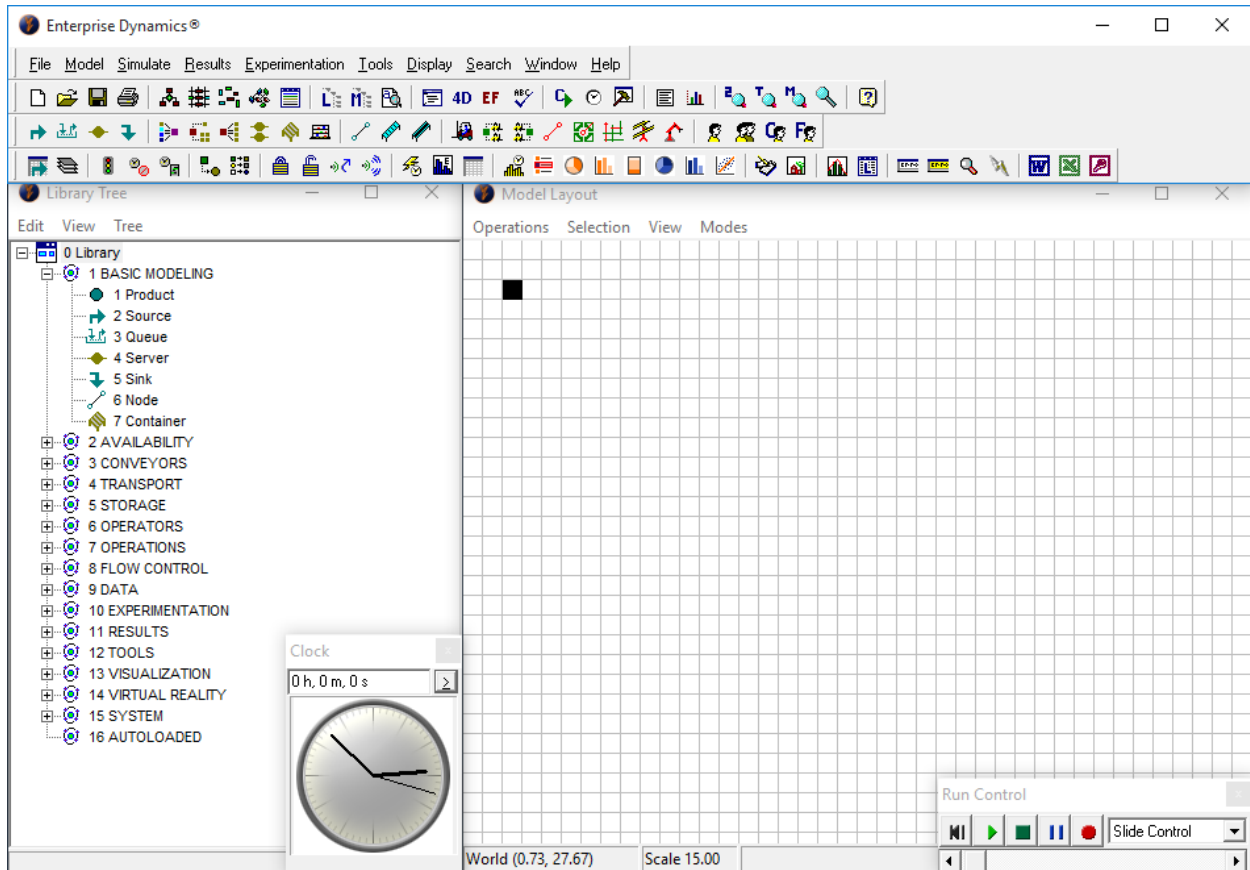 Enterprise Dynamics®
File Model Simulate Results Experimentation Tools Display Search Window Help
4D EF ABC
Library Tree
Edit View Tree
0 Library
1 BASIC MODELING
1 Product
2 Source
3 Queue
4 Server
5 Sink
6 Node
7 Container
2 AVAILABILITY
3 CONVEYORS
4 TRANSPORT
5 STORAGE
6 OPERATORS
7 OPERATIONS
8 FLOW CONTROL
9 DATA
10 EXPERIMENTATION
11 RESULTS
12 TOOLS
13 VISUALIZATION
14 VIRTUAL REALITY
15 SYSTEM
16 AUTOLOADED
Model Layout
Operations Selection View Modes
Clock
0 h, 0 m, 0 s
Run Control
Slide Control
World (0.73, 27.67) Scale 15.00